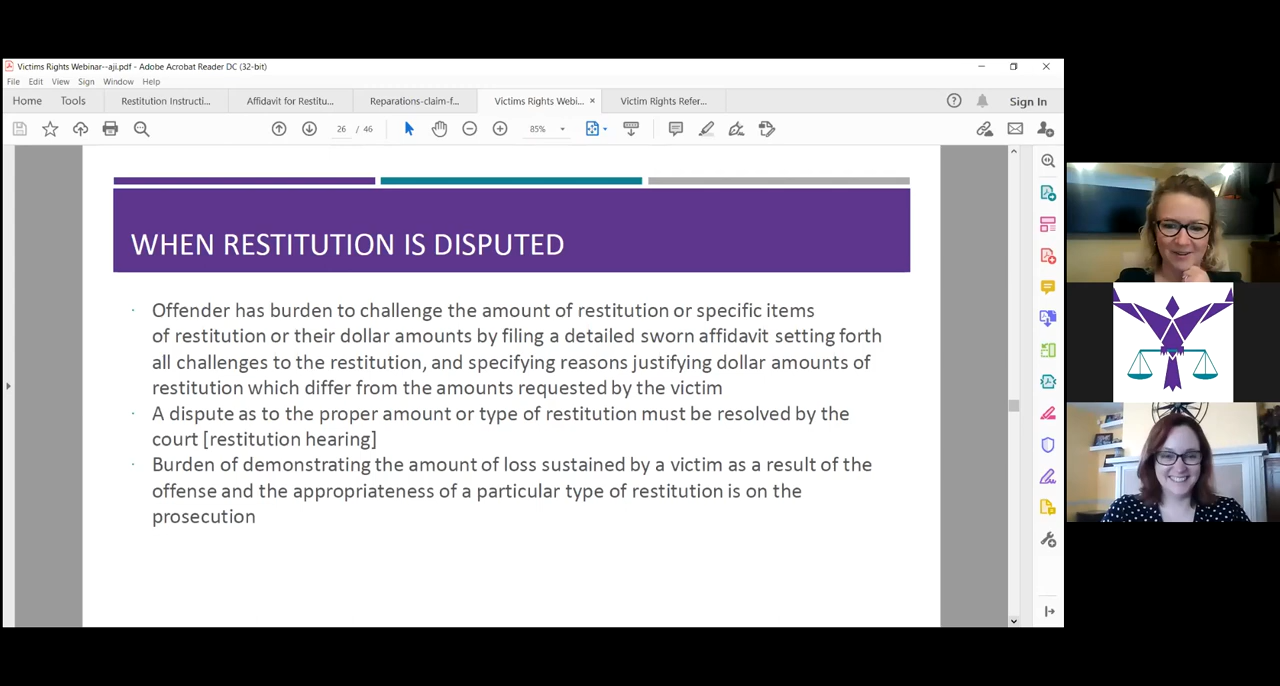 Victims Rights Webinar--aji.pdf - Adobe Acrobat Reader DC (32-bit)
File Edit View Sign Window Help
Home Tools Restitution Instructi... Affidavit for Restitu... Reparations-claim-f... Victims Rights Webi... × Victim Rights Refer... Sign In
26 / 46 85%
WHEN RESTITUTION IS DISPUTED
· Offender has burden to challenge the amount of restitution or specific items
of restitution or their dollar amounts by filing a detailed sworn affidavit setting forth
all challenges to the restitution, and specifying reasons justifying dollar amounts of
restitution which differ from the amounts requested by the victim
· A dispute as to the proper amount or type of restitution must be resolved by the
court [restitution hearing]
· Burden of demonstrating the amount of loss sustained by a victim as a result of the
offense and the appropriateness of a particular type of restitution is on the
prosecution